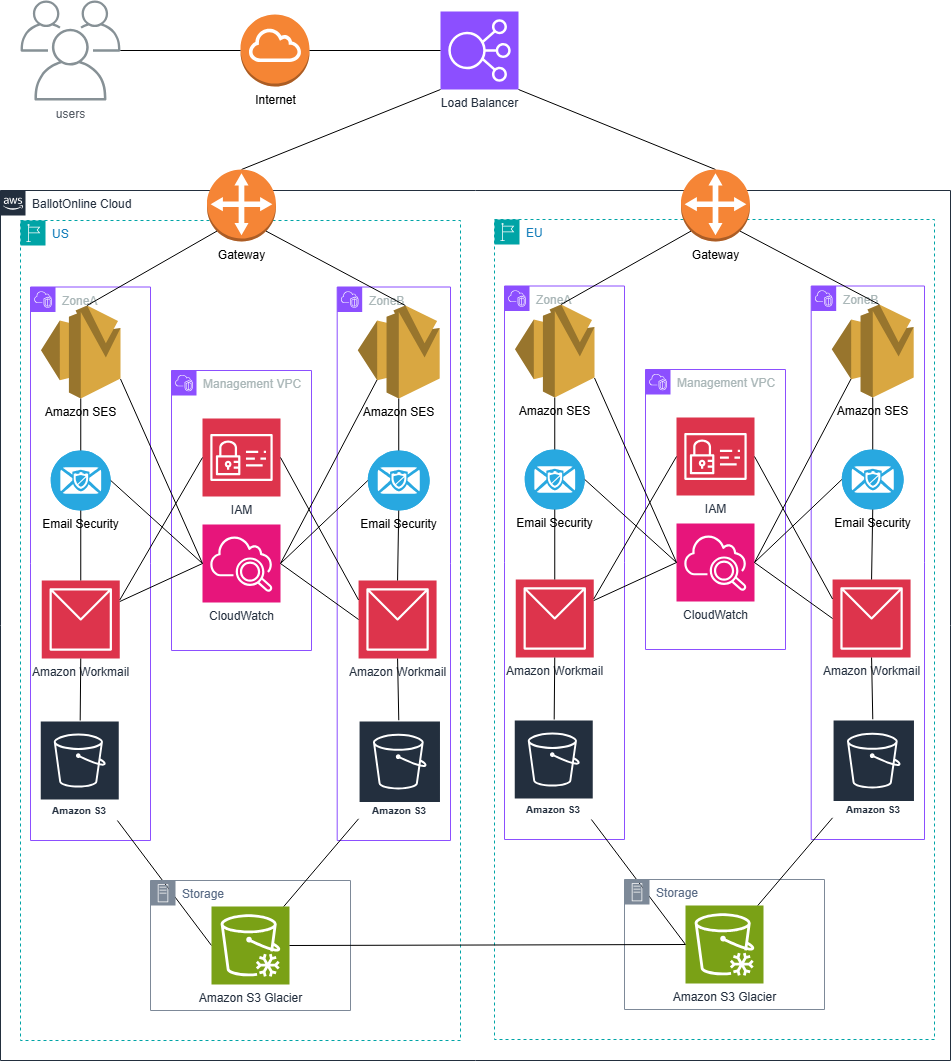 users
Internet
Load Balancer
aws
BallotOnline Cloud
US
Gateway
ZoneA
Amazon SES
Email Security
Amazon Workmail
Amazon S3
Management VPC
IAM
CloudWatch
ZoneB
Amazon SES
Email Security
Amazon Workmail
Amazon S3
Storage
Amazon S3 Glacier
EU
Gateway
ZoneA
Amazon SES
Email Security
Amazon Workmail
Amazon S3
Management VPC
IAM
CloudWatch
ZoneB
Amazon SES
Email Security
Amazon Workmail
Amazon S3
Storage
Amazon S3 Glacier